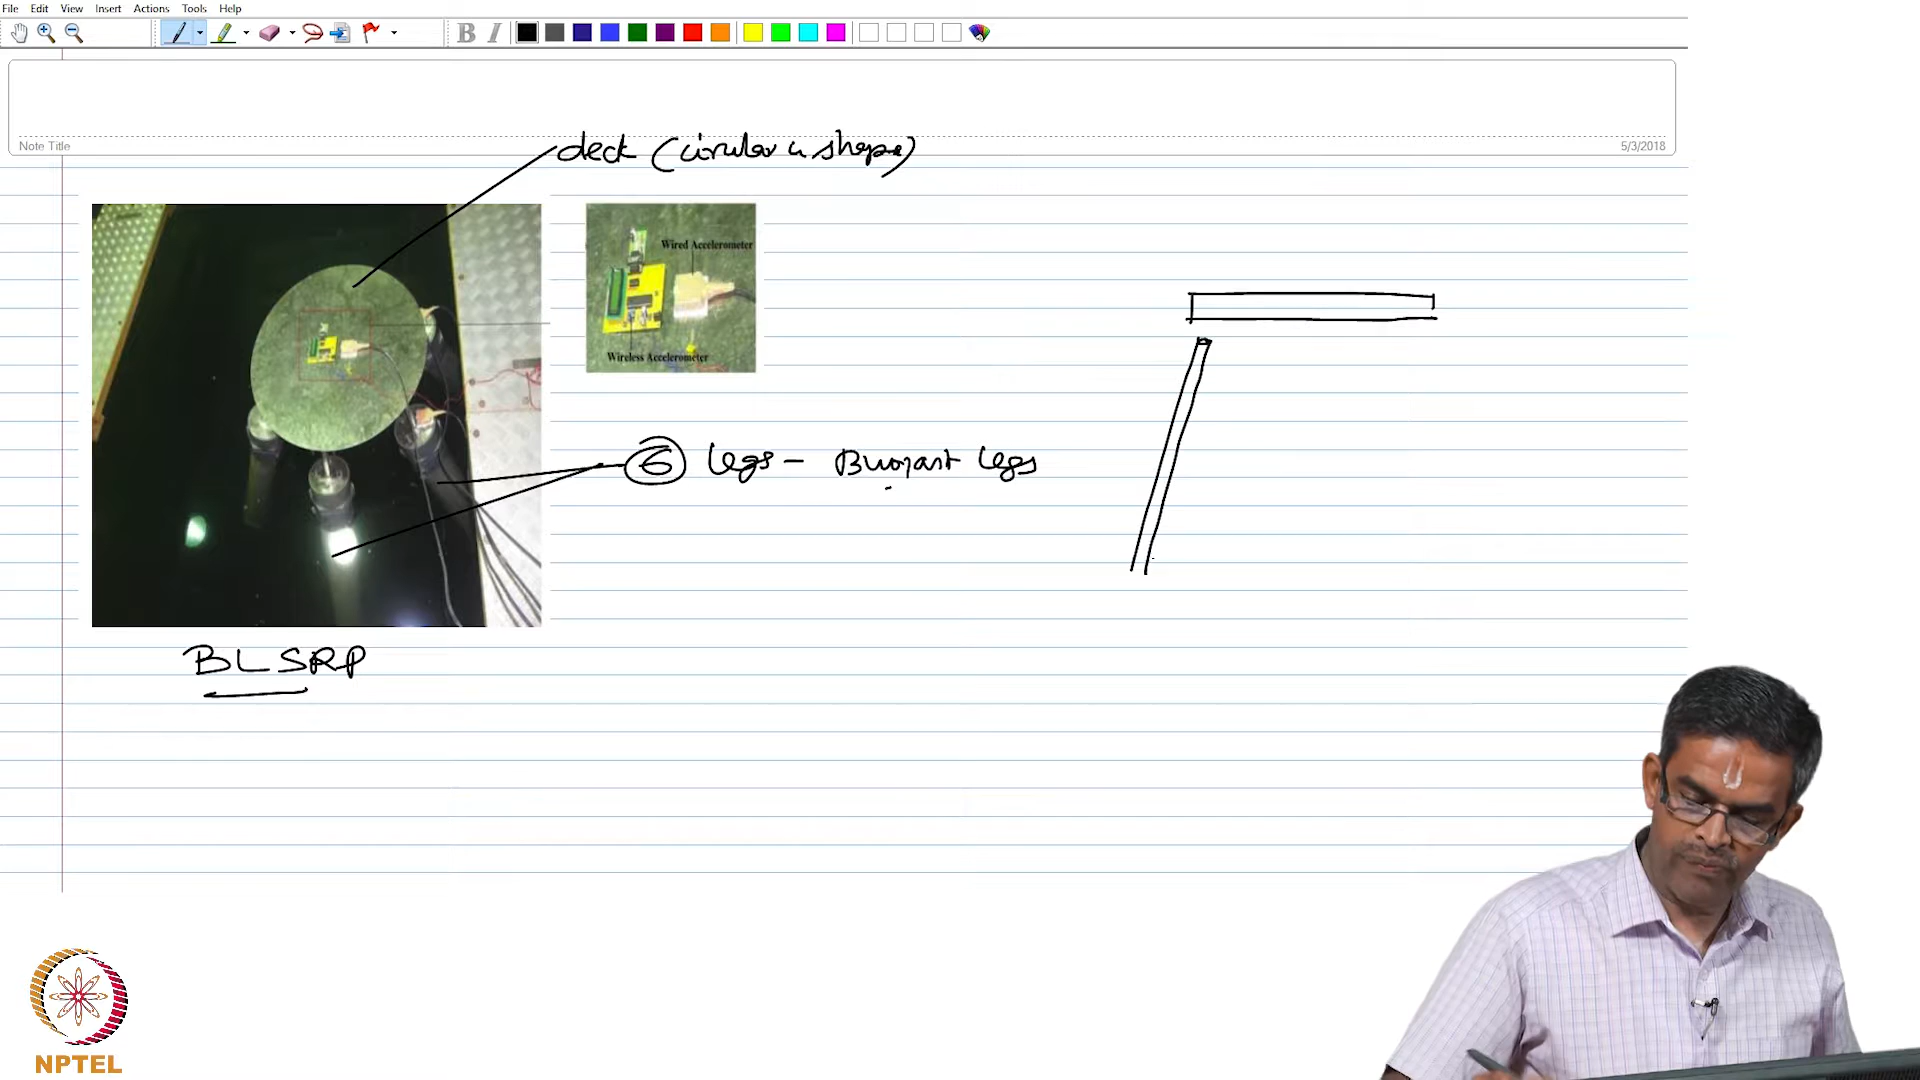 File Edit View Insert Actions Tools Help
B I
Note Title
5/3/2018
deck (circular in shape)
Wired Accelerometer
Wireless Accelerometer
6 legs - Buoyant legs
BLSRP
NPTEL